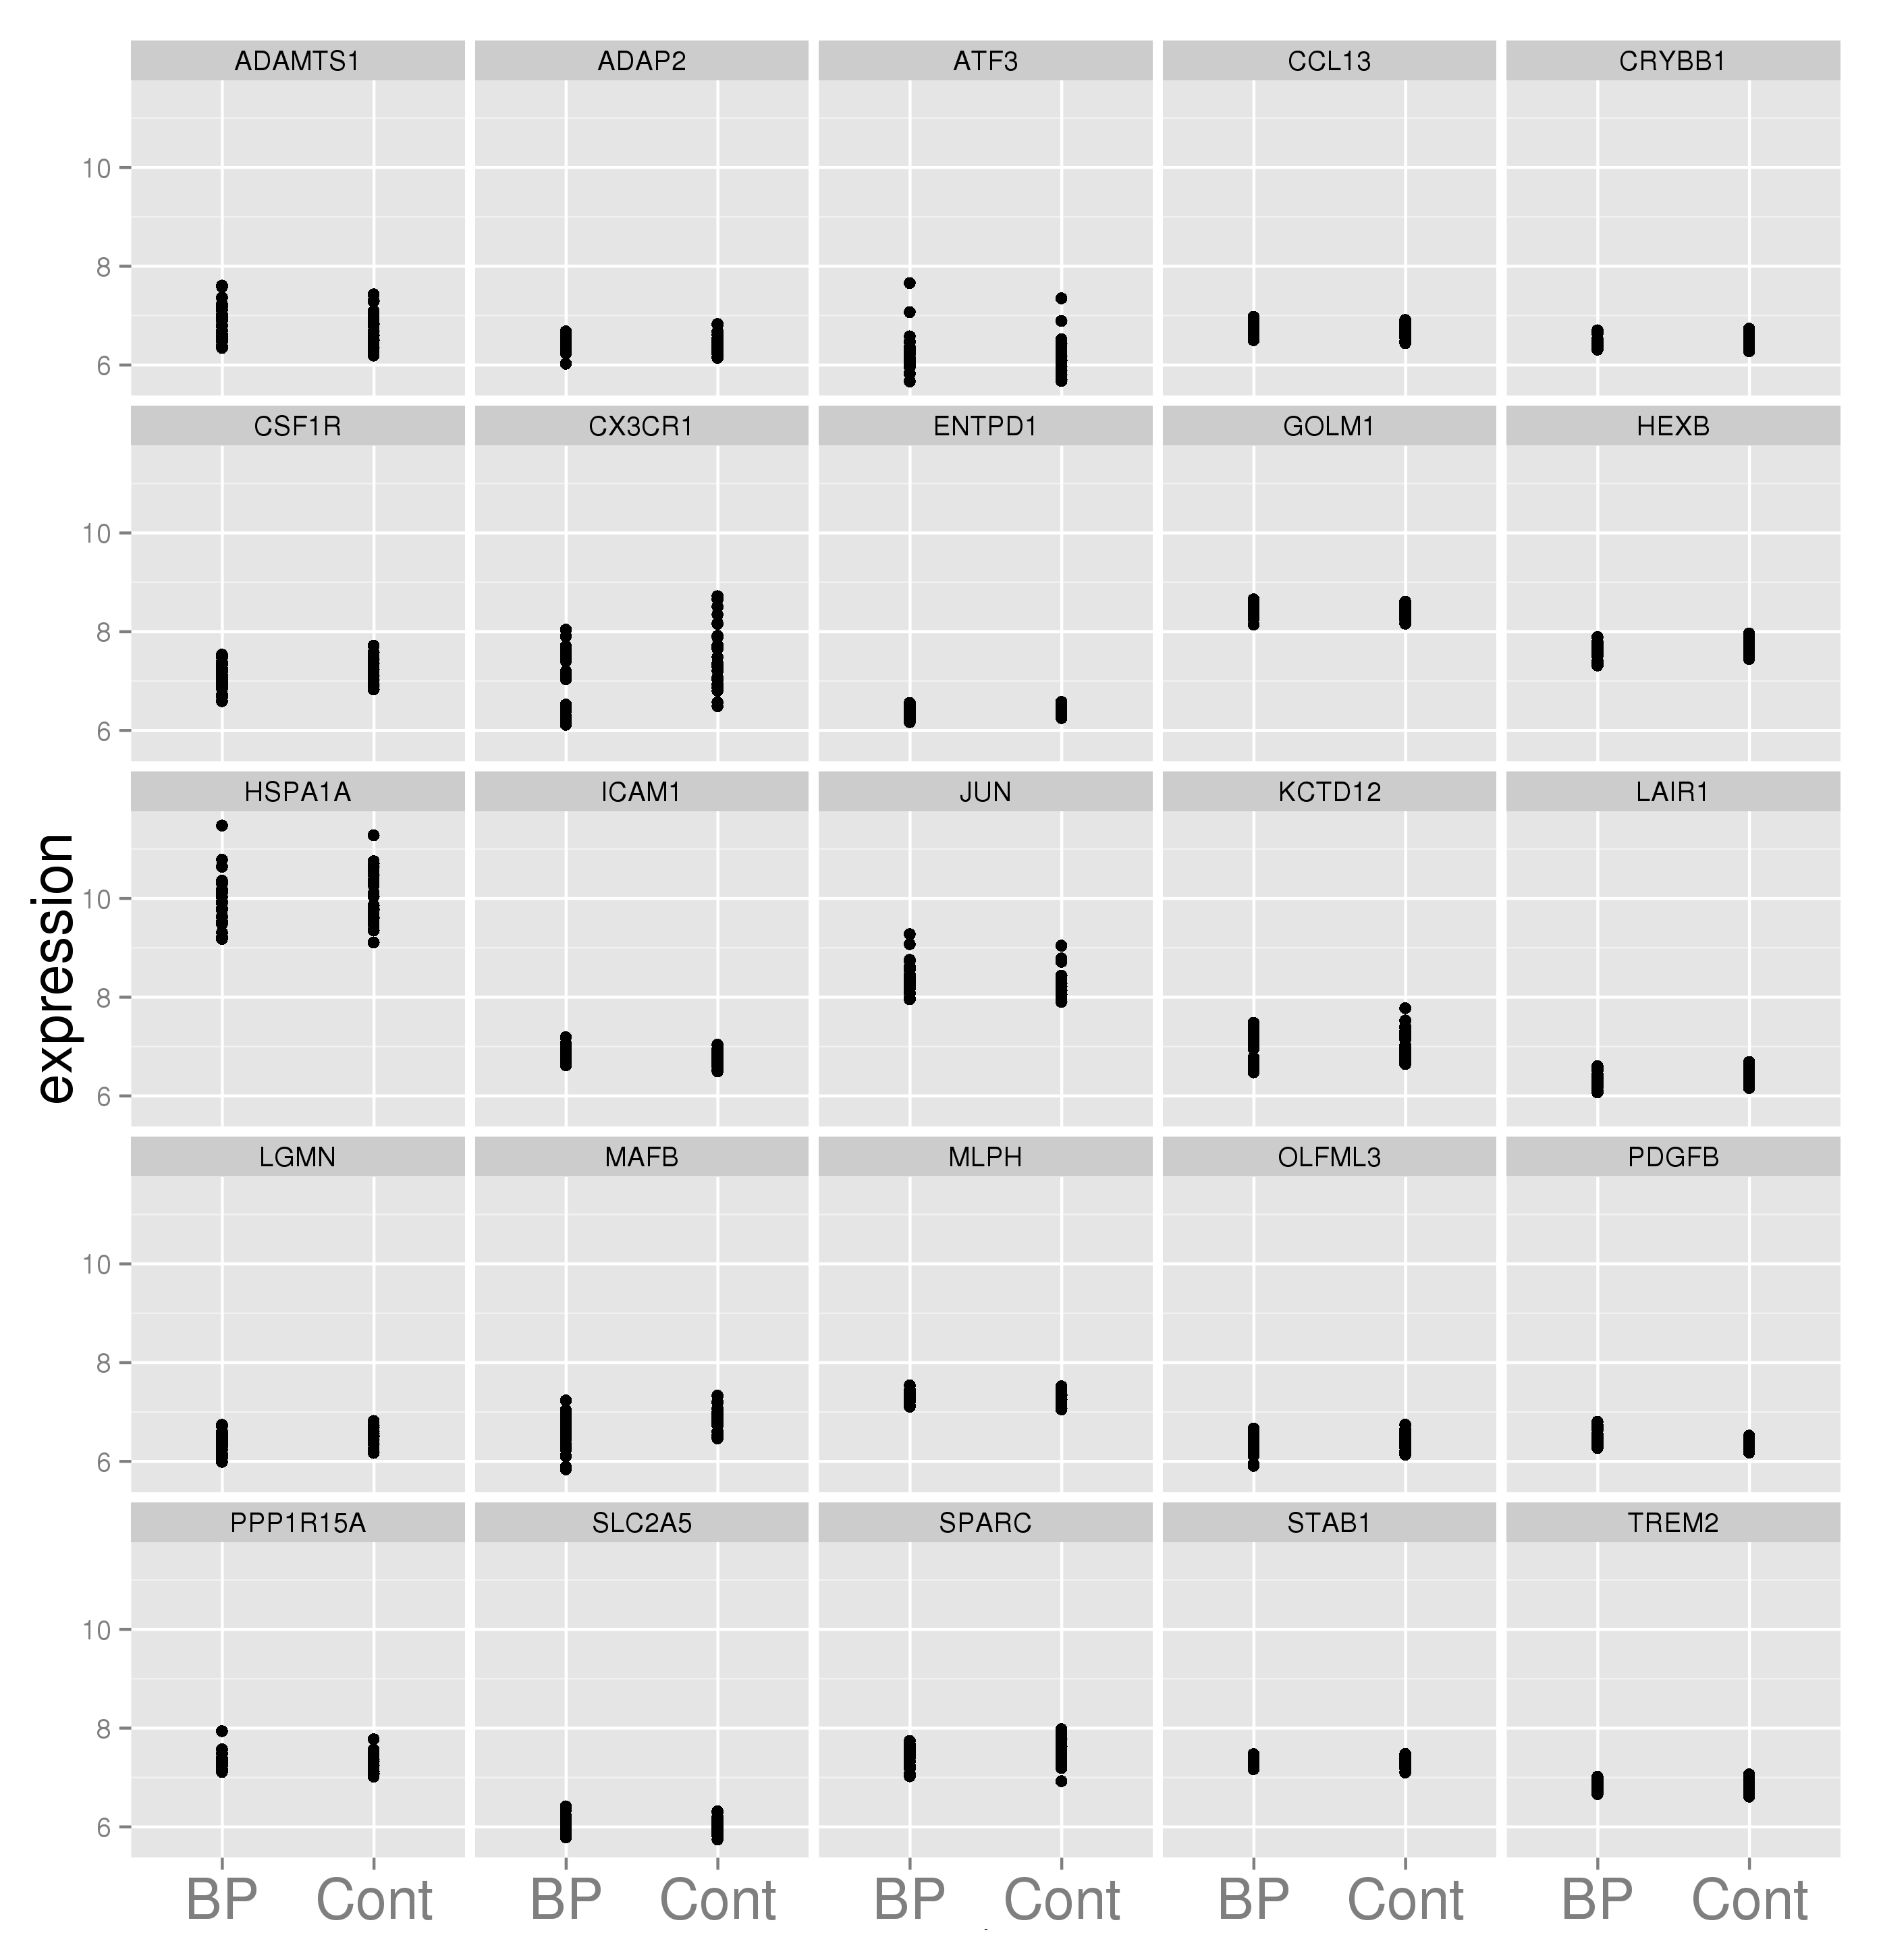 ADAMTS1 ADAP2 ATF3 CCL13 CRYBB1
10
8
6
CSF1R CX3CR1 ENTPD1 GOLM1 HEXB
10
8
6
HSPA1A ICAM1 JUN KCTD12 LAIR1
10
8
6
expression
LGMN MAFB MLPH OLFML3 PDGFB
10
8
6
PPP1R15A SLC2A5 SPARC STAB1 TREM2
10
8
6
BP Cont BP Cont BP Cont BP Cont BP Cont